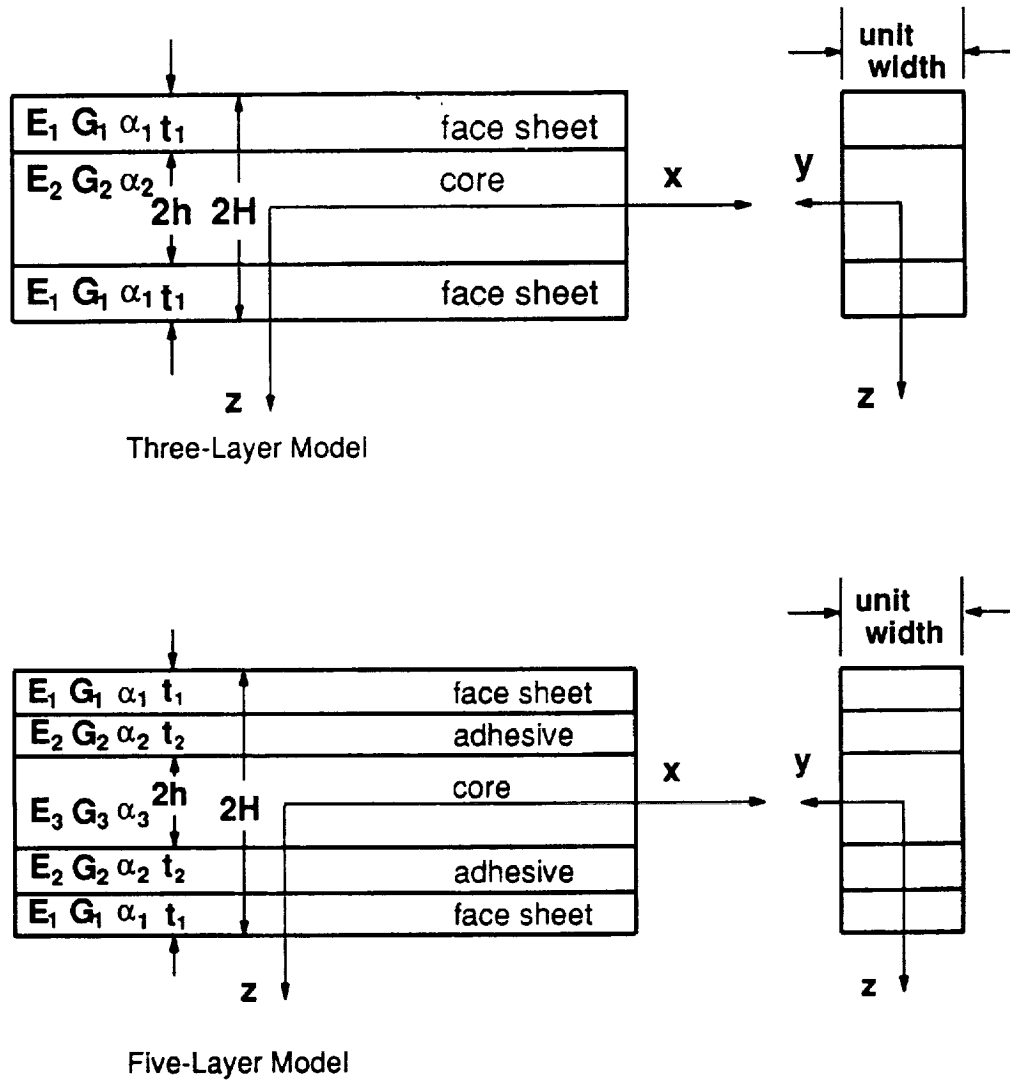 unit
width
E₁ G₁ α₁ t₁ face sheet
E₂ G₂ α₂ core
x
y
2h 2H
E₁ G₁ α₁ t₁ face sheet
z
z
Three-Layer Model
unit
width
E₁ G₁ α₁ t₁ face sheet
E₂ G₂ α₂ t₂ adhesive
x
y
2h core
E₃ G₃ α₃ 2H
E₂ G₂ α₂ t₂ adhesive
E₁ G₁ α₁ t₁ face sheet
z
z
Five-Layer Model